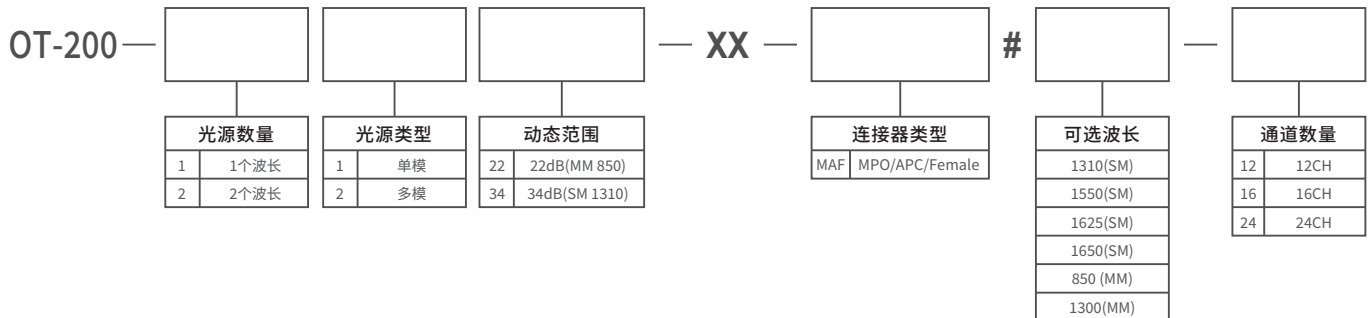 OT-200 — — XX — # —
光源数量 光源类型 动态范围 连接器类型 可选波长 通道数量
1 1个波长 1 单模 22 22dB(MM 850) MAF MPO/APC/Female 1310(SM) 12 12CH
2 2个波长 2 多模 34 34dB(SM 1310) 1550(SM) 16 16CH
1625(SM) 24 24CH
1650(SM)
850 (MM)
1300(MM)